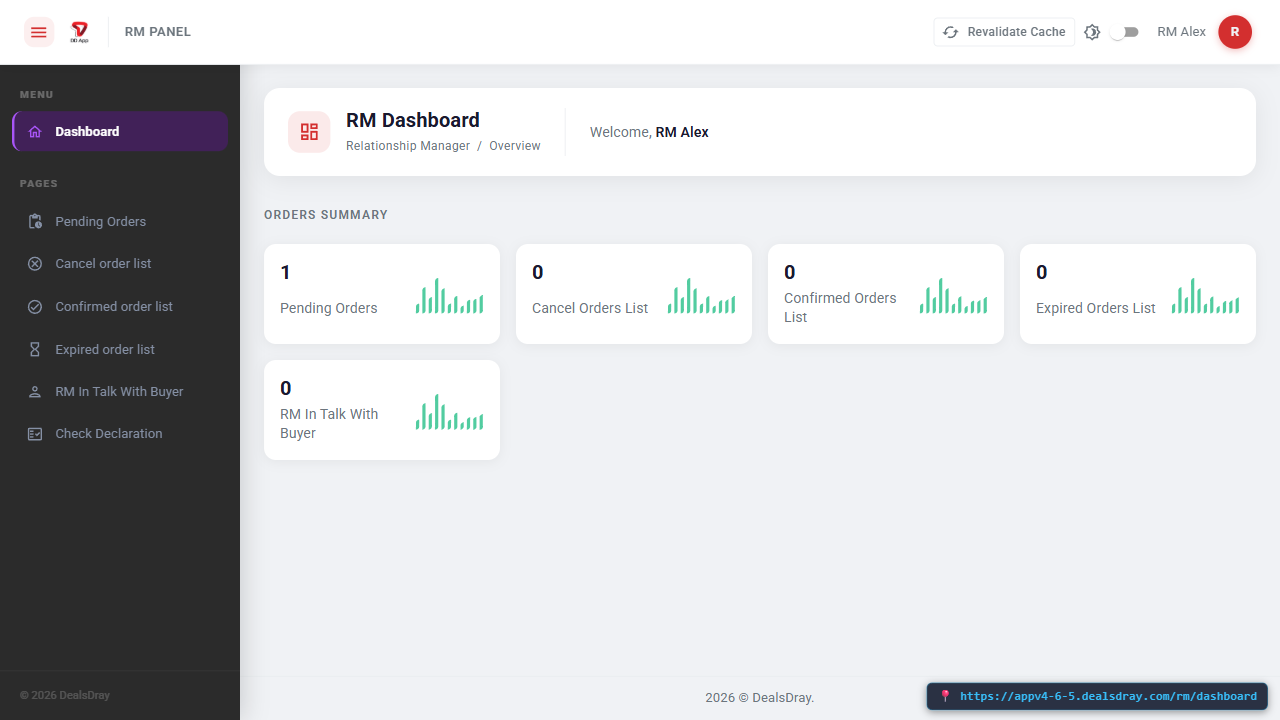 DD App
RM PANEL
Revalidate Cache
RM Alex
R
MENU
Dashboard
PAGES
Pending Orders
Cancel order list
Confirmed order list
Expired order list
RM In Talk With Buyer
Check Declaration
© 2026 DealsDray
RM Dashboard
Relationship Manager / Overview
Welcome, RM Alex
ORDERS SUMMARY
1
Pending Orders
0
Cancel Orders List
0
Confirmed Orders
List
0
Expired Orders List
0
RM In Talk With
Buyer
2026 © DealsDray.
https://appv4-6-5.dealsdray.com/rm/dashboard